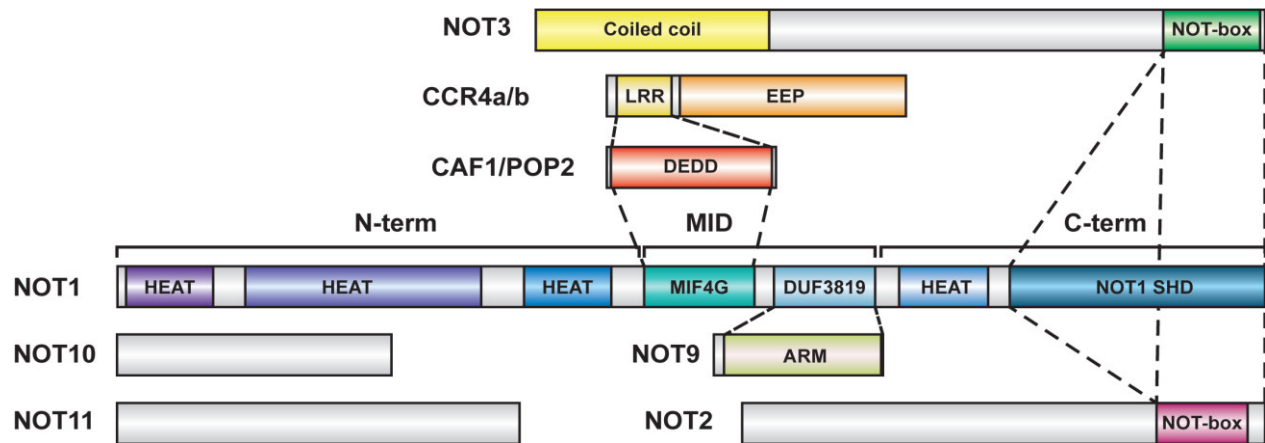 NOT3 Coiled coil NOT-box
CCR4a/b LRR EEP
CAF1/POP2 DEDD
N-term MID C-term
NOT1 HEAT HEAT HEAT MIF4G DUF3819 HEAT NOT1 SHD
NOT10 NOT9 ARM
NOT11 NOT2 NOT-box